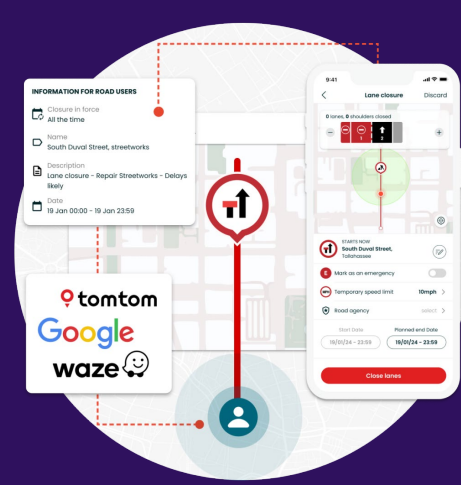 INFORMATION FOR ROAD USERS
Closure in force
All the time
Name
South Duval Street, streetworks
Description
Lane closure - Repair Streetworks - Delays
likely
Date
19 Jan 00:00 - 19 Jan 23:59
tomtom
Google
waze
9:41
Lane closure
Discard
0 lanes, 0 shoulders closed
1
2
STARTS NOW
South Duval Street,
Tallahassee
E
Mark as an emergency
Temporary speed limit
10mph
Road agency
select
Start Date
Planned end Date
19/01/24 - 23:59
19/01/24 - 23:59
Close lanes